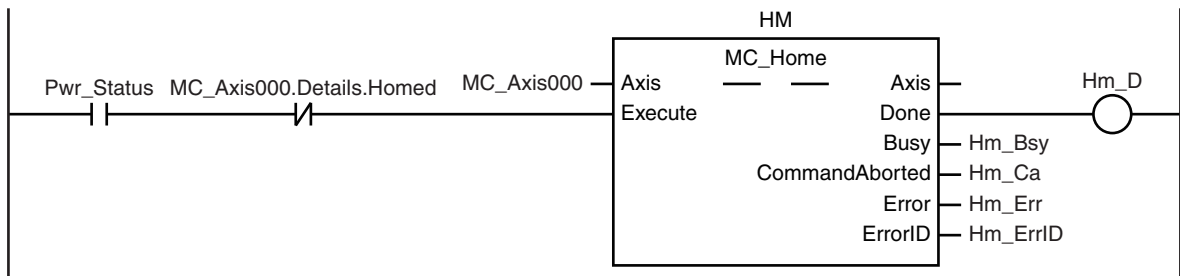 HM
MC_Home
Pwr_Status MC_Axis000.Details.Homed MC_Axis000 Axis Axis Hm_D
Execute Done
Busy Hm_Bsy
CommandAborted Hm_Ca
Error Hm_Err
ErrorID Hm_ErrID